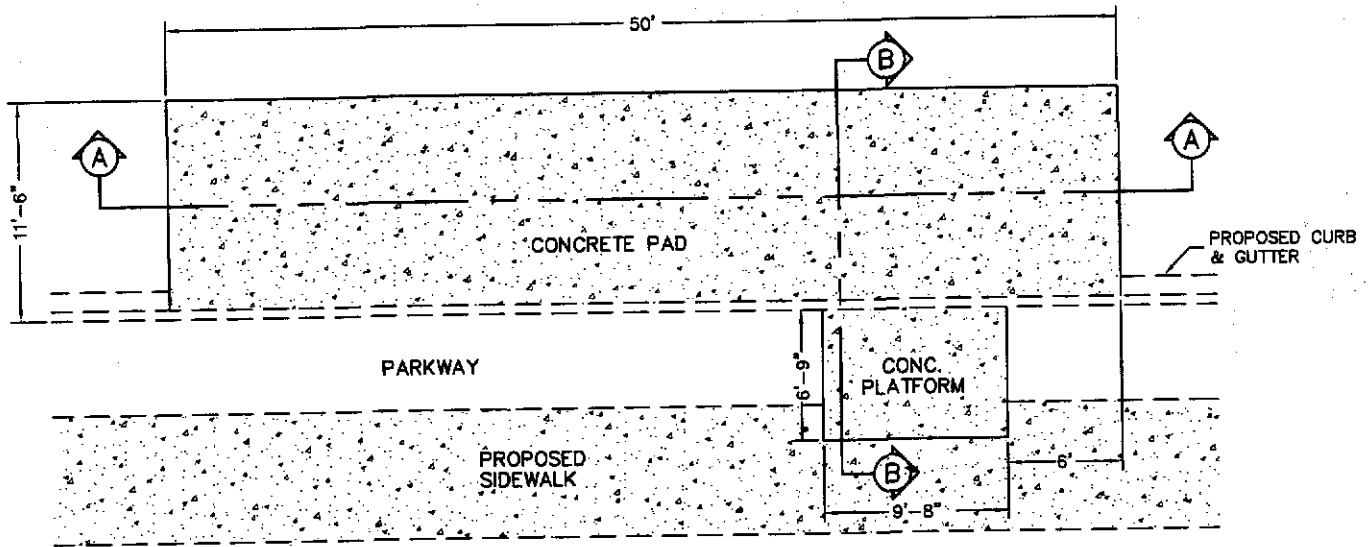 50'
B
A
A
11'-6"
CONCRETE PAD
PROPOSED CURB
& GUTTER
PARKWAY
6'-9"
CONC.
PLATFORM
PROPOSED
SIDEWALK
B
6'
9'-8"